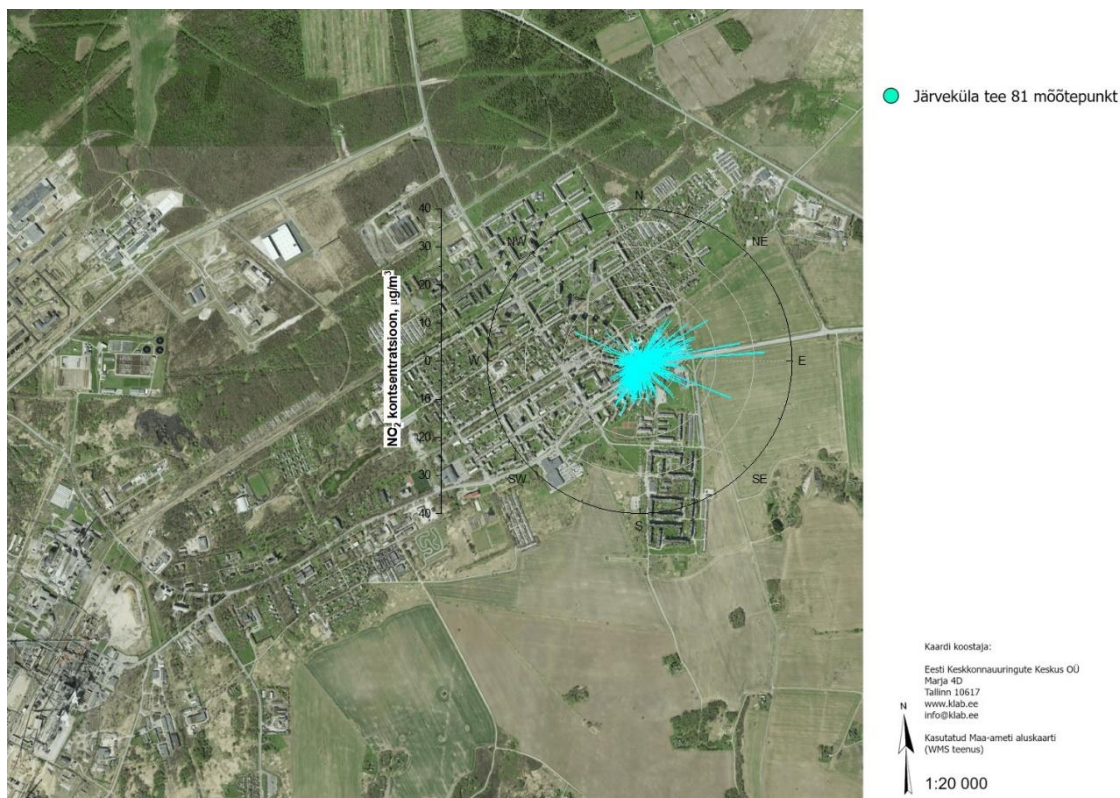 Järveküla tee 81 mõõtepunkt
N
NW
NE
W
E
SW
SE
S
40
30
20
10
0
10
20
30
40
NO₂ kontsentratsioon, µg/m³
Kaardi koostaja:
Eesti Keskkonnauuringute Keskus OÜ
Marja 4D
Tallinn 10617
www.klab.ee
info@klab.ee
N
Kasutatud Maa-ameti aluskaarti
(WMS teenus)
1:20 000